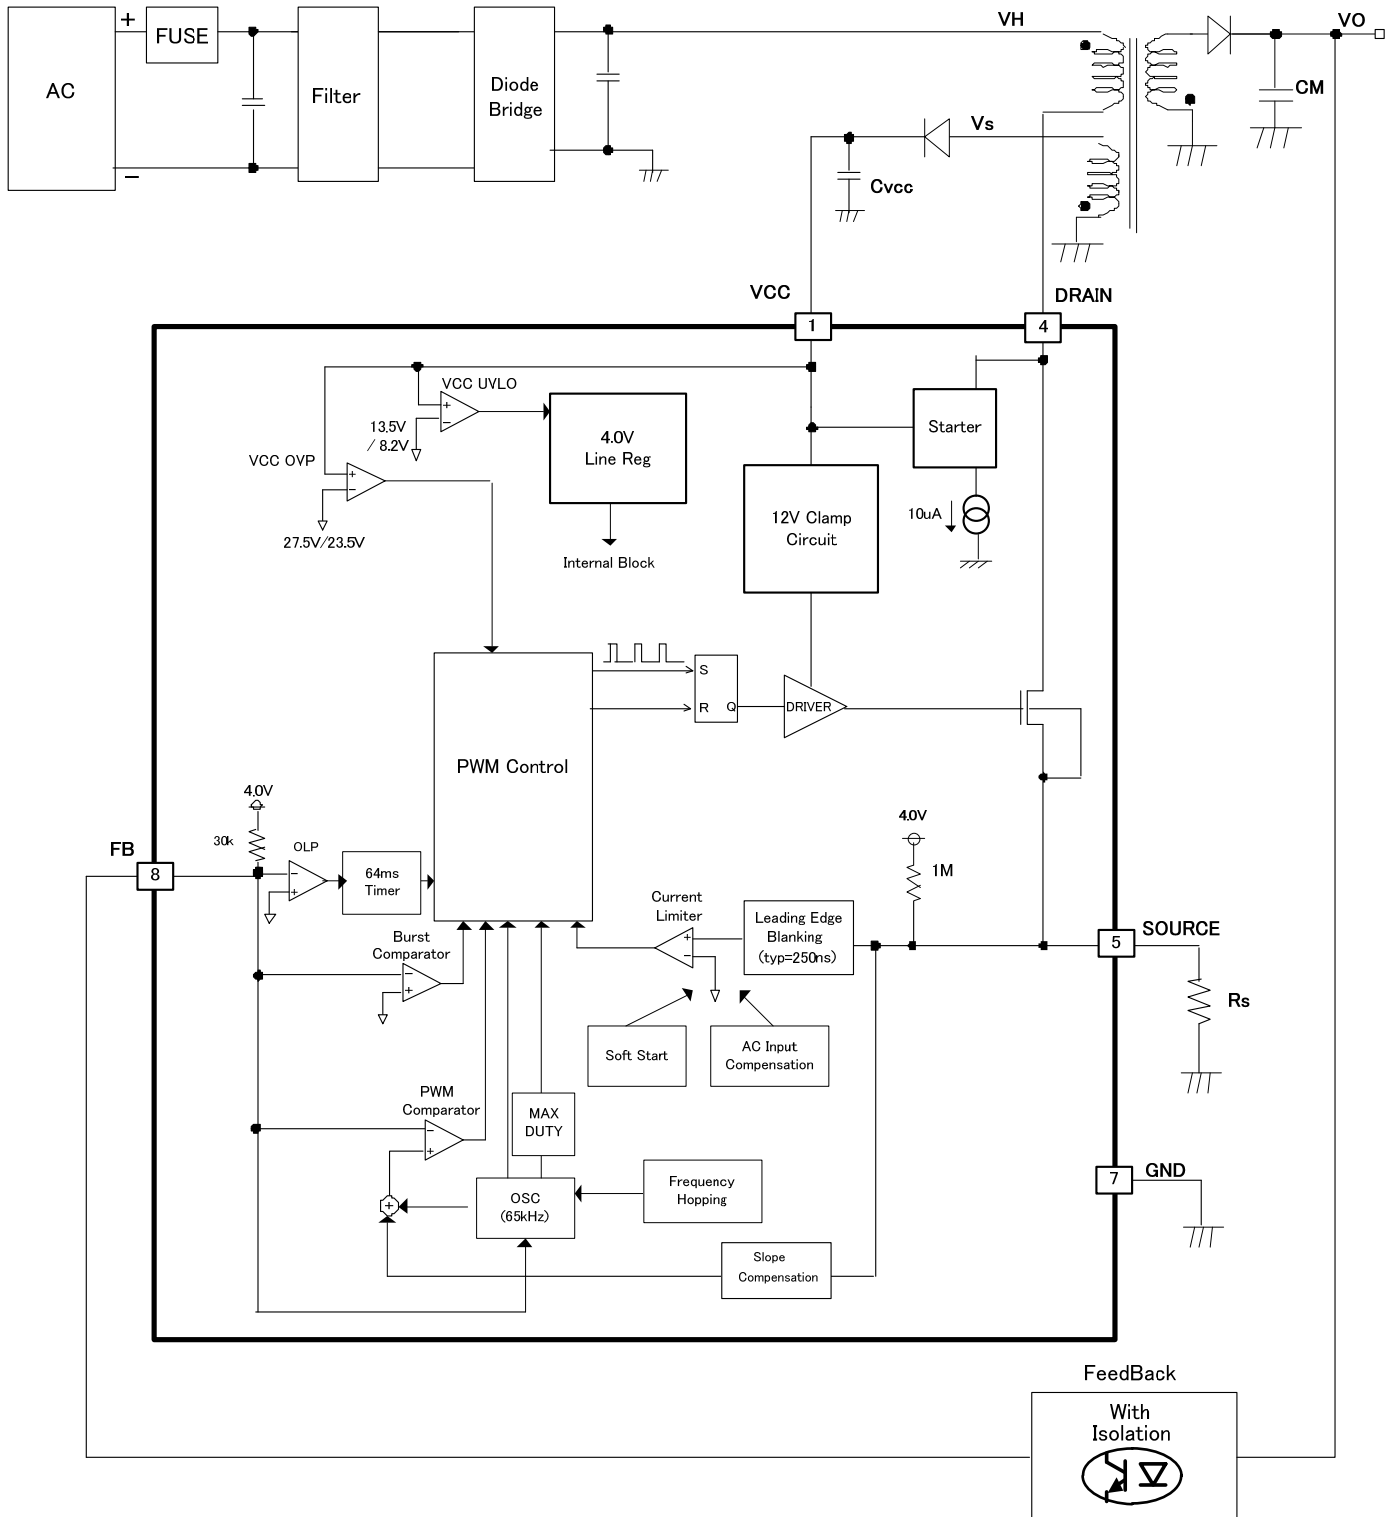 +
FUSE
VH
VO
AC
Filter
Diode
Bridge
CM
−
Vs
Cvcc
VCC
DRAIN
1
4
VCC UVLO
+
−
13.5V
/ 8.2V
4.0V
Line Reg
Starter
VCC OVP
+
−
27.5V/23.5V
12V Clamp
Circuit
10uA
Internal Block
S
R
Q
DRIVER
PWM Control
4.0V
30k
4.0V
1M
FB
8
OLP
−
+
64ms
Timer
Current
Limiter
+
−
Leading Edge
Blanking
(typ=250ns)
5
SOURCE
Burst
Comparator
−
+
Rs
Soft Start
AC Input
Compensation
PWM
Comparator
−
+
MAX
DUTY
7
GND
+
OSC
(65kHz)
Frequency
Hopping
Slope
Compensation
FeedBack
With
Isolation